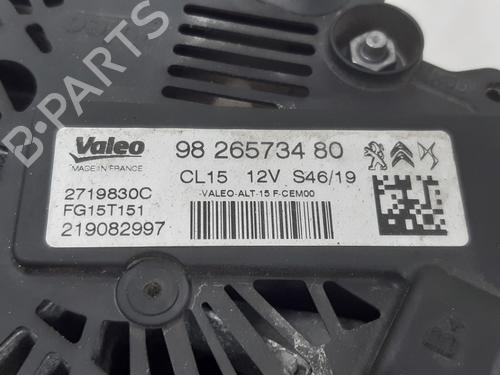 B-PARTS
Valeo
MADE IN FRANCE
98 265734 80
CL15 12V S46/19
-VALEO-ALT-15 F-CEM00
2719830C
FG15T151
219082997